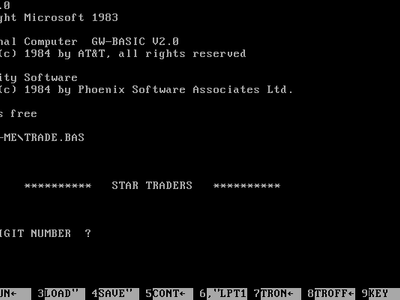 .0
ght Microsoft 1983
nal Computer  GW-BASIC V2.0
(c) 1984 by AT&T, all rights reserved
ity Software
(c) 1984 by Phoenix Software Associates Ltd.
s free
-ME\TRADE.BAS
**********   STAR TRADERS   **********
IGIT NUMBER  ?
UN←  3LOAD"  4SAVE"  5CONT←  6,"LPT1  7TRON←  8TROFF←  9KEY